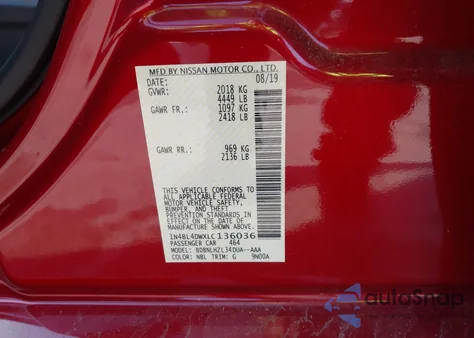 MFD BY NISSAN MOTOR CO., LTD.
DATE: 08/19
GVWR: 2018 KG
4449 LB
GAWR FR.: 1097 KG
2418 LB
GAWR RR.: 969 KG
2136 LB
THIS VEHICLE CONFORMS TO
ALL APPLICABLE FEDERAL
MOTOR VEHICLE SAFETY,
BUMPER, AND THEFT
PREVENTION STANDARDS
IN EFFECT ON THE DATE OF
MANUFACTURE SHOWN ABOVE.
1N4BL4DWXLC136036
PASSENGER CAR 464
MODEL: BDBNLHZL34DUA--AAA
COLOR: NBL TRIM: G 9N00A
autoSnap